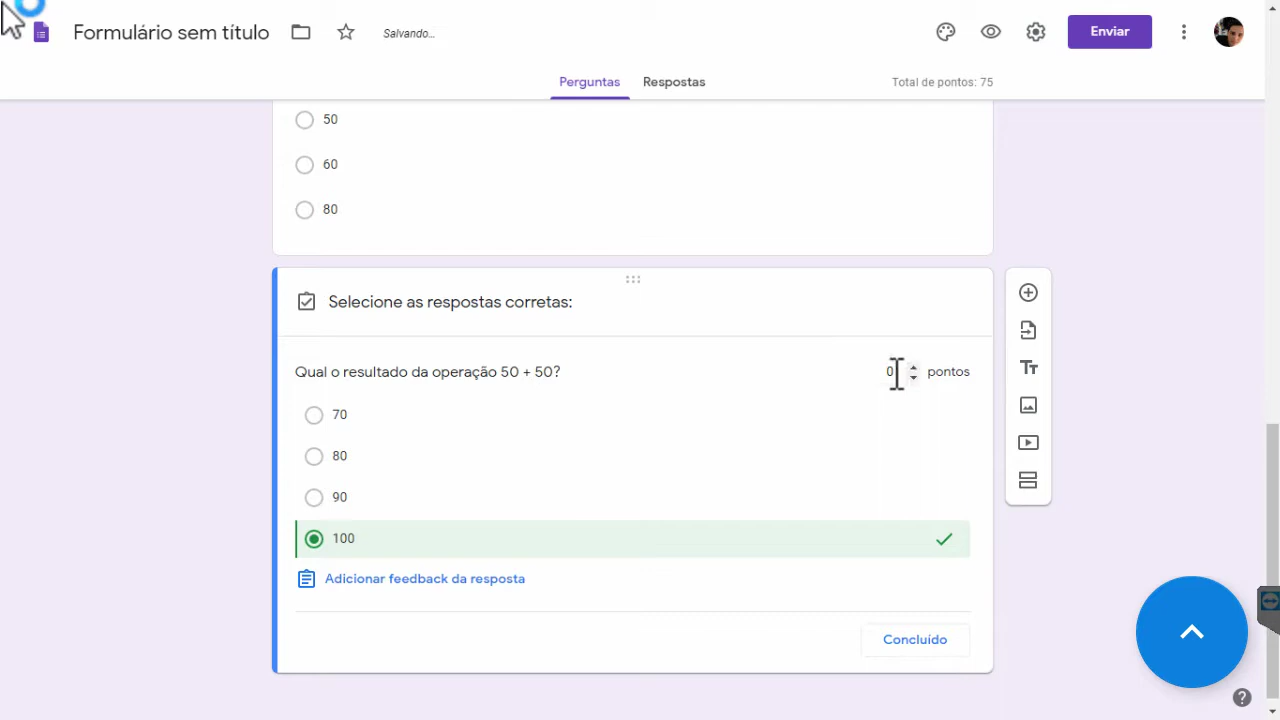 Formulário sem título
Salvando...
Enviar
Perguntas
Respostas
Total de pontos: 75
50
60
80
Selecione as respostas corretas:
Qual o resultado da operação 50 + 50?
0
pontos
70
80
90
100
Adicionar feedback da resposta
Concluído